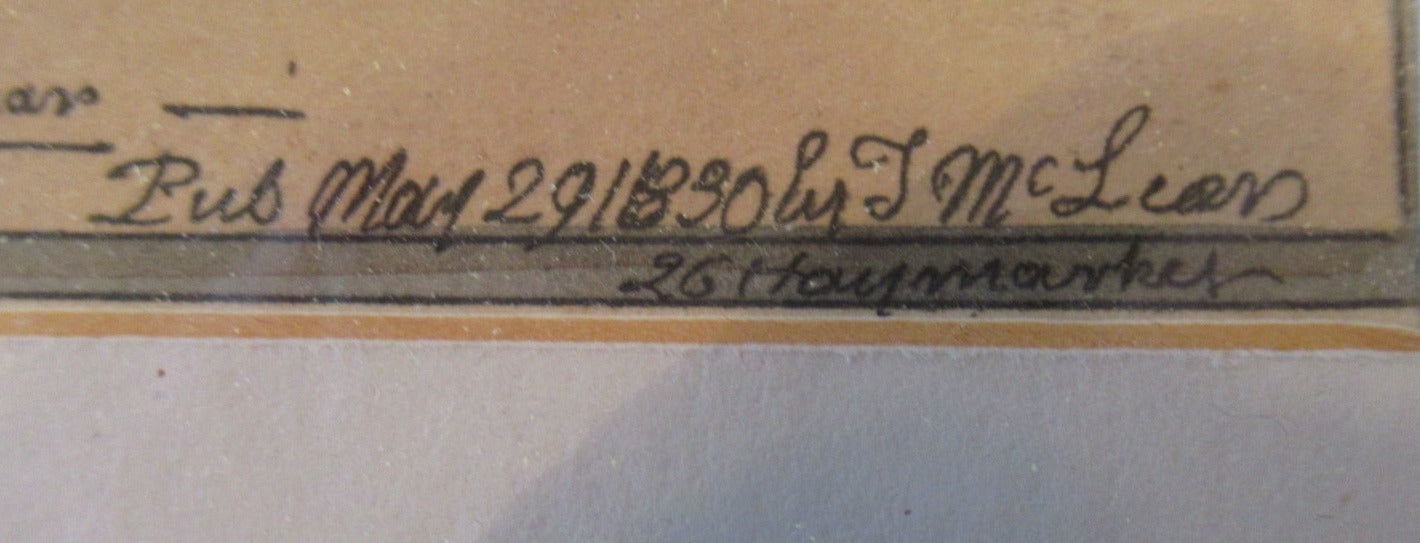 Pub May 29 1830 by T McLean
26 Haymarket